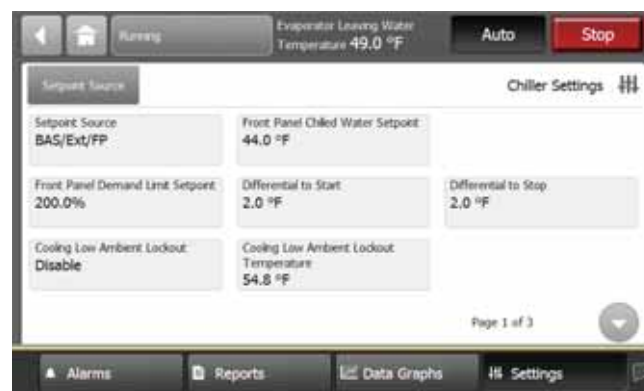 Running
Evaporator Leaving Water
Temperature 49.0 °F
Auto
Stop
Setpoint Source
Chiller Settings
Setpoint Source
BAS/Ext/FP
Front Panel Chilled Water Setpoint
44.0 °F
Front Panel Demand Limit Setpoint
200.0%
Differential to Start
2.0 °F
Differential to Stop
2.0 °F
Cooling Low Ambient Lockout
Disable
Cooling Low Ambient Lockout
Temperature
54.8 °F
Page 1 of 3
Alarms
Reports
Data Graphs
Settings